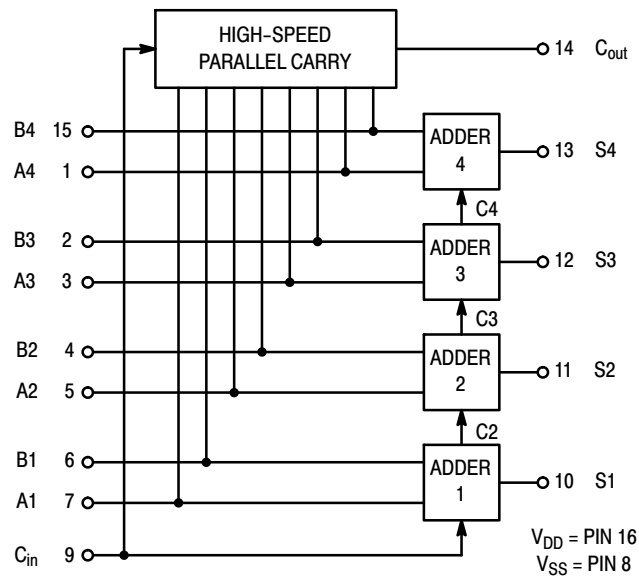 HIGH-SPEED
PARALLEL CARRY
14 Cout
B4 15
ADDER
4
13 S4
A4 1
C4
B3 2
ADDER
3
12 S3
A3 3
C3
B2 4
ADDER
2
11 S2
A2 5
C2
B1 6
ADDER
1
10 S1
A1 7
Cin 9
VDD = PIN 16
VSS = PIN 8